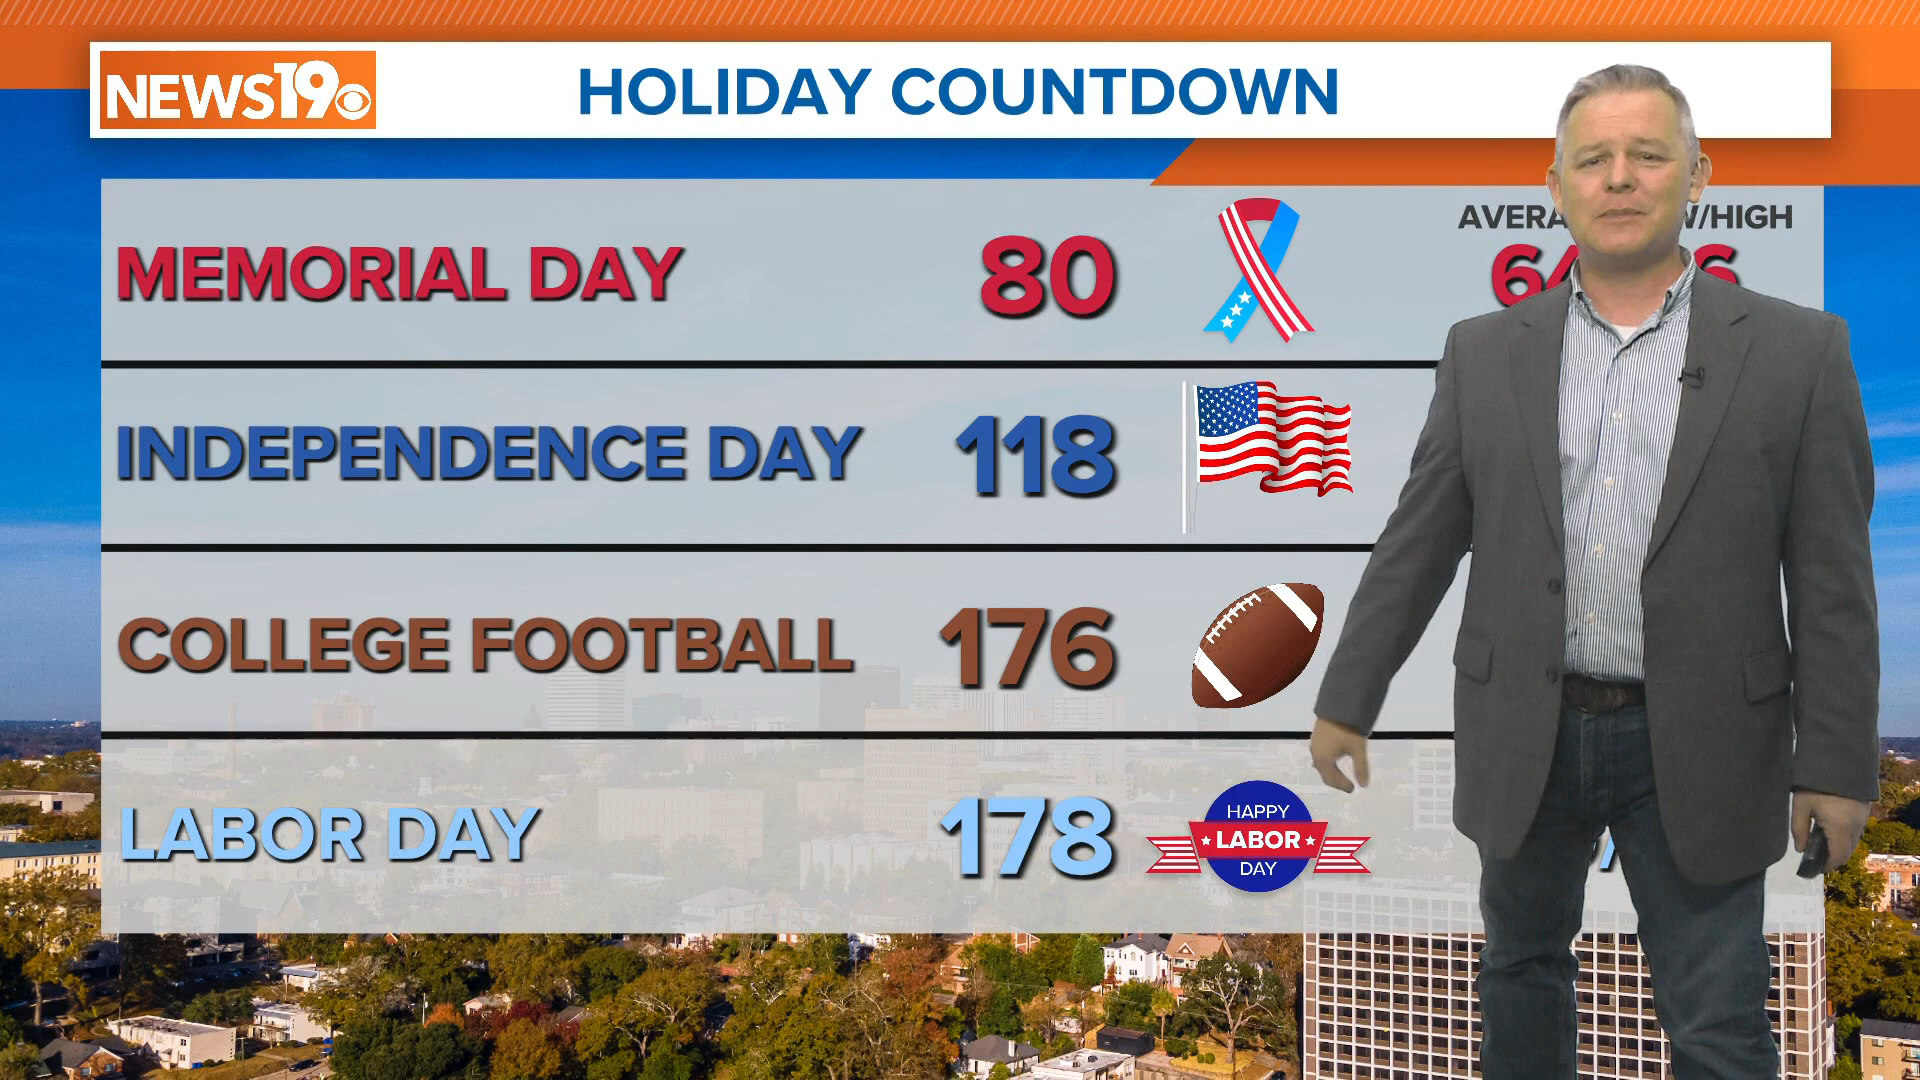 NEWS19
HOLIDAY COUNTDOWN
MEMORIAL DAY
80
INDEPENDENCE DAY
118
COLLEGE FOOTBALL
176
LABOR DAY
178
HAPPY
LABOR
DAY